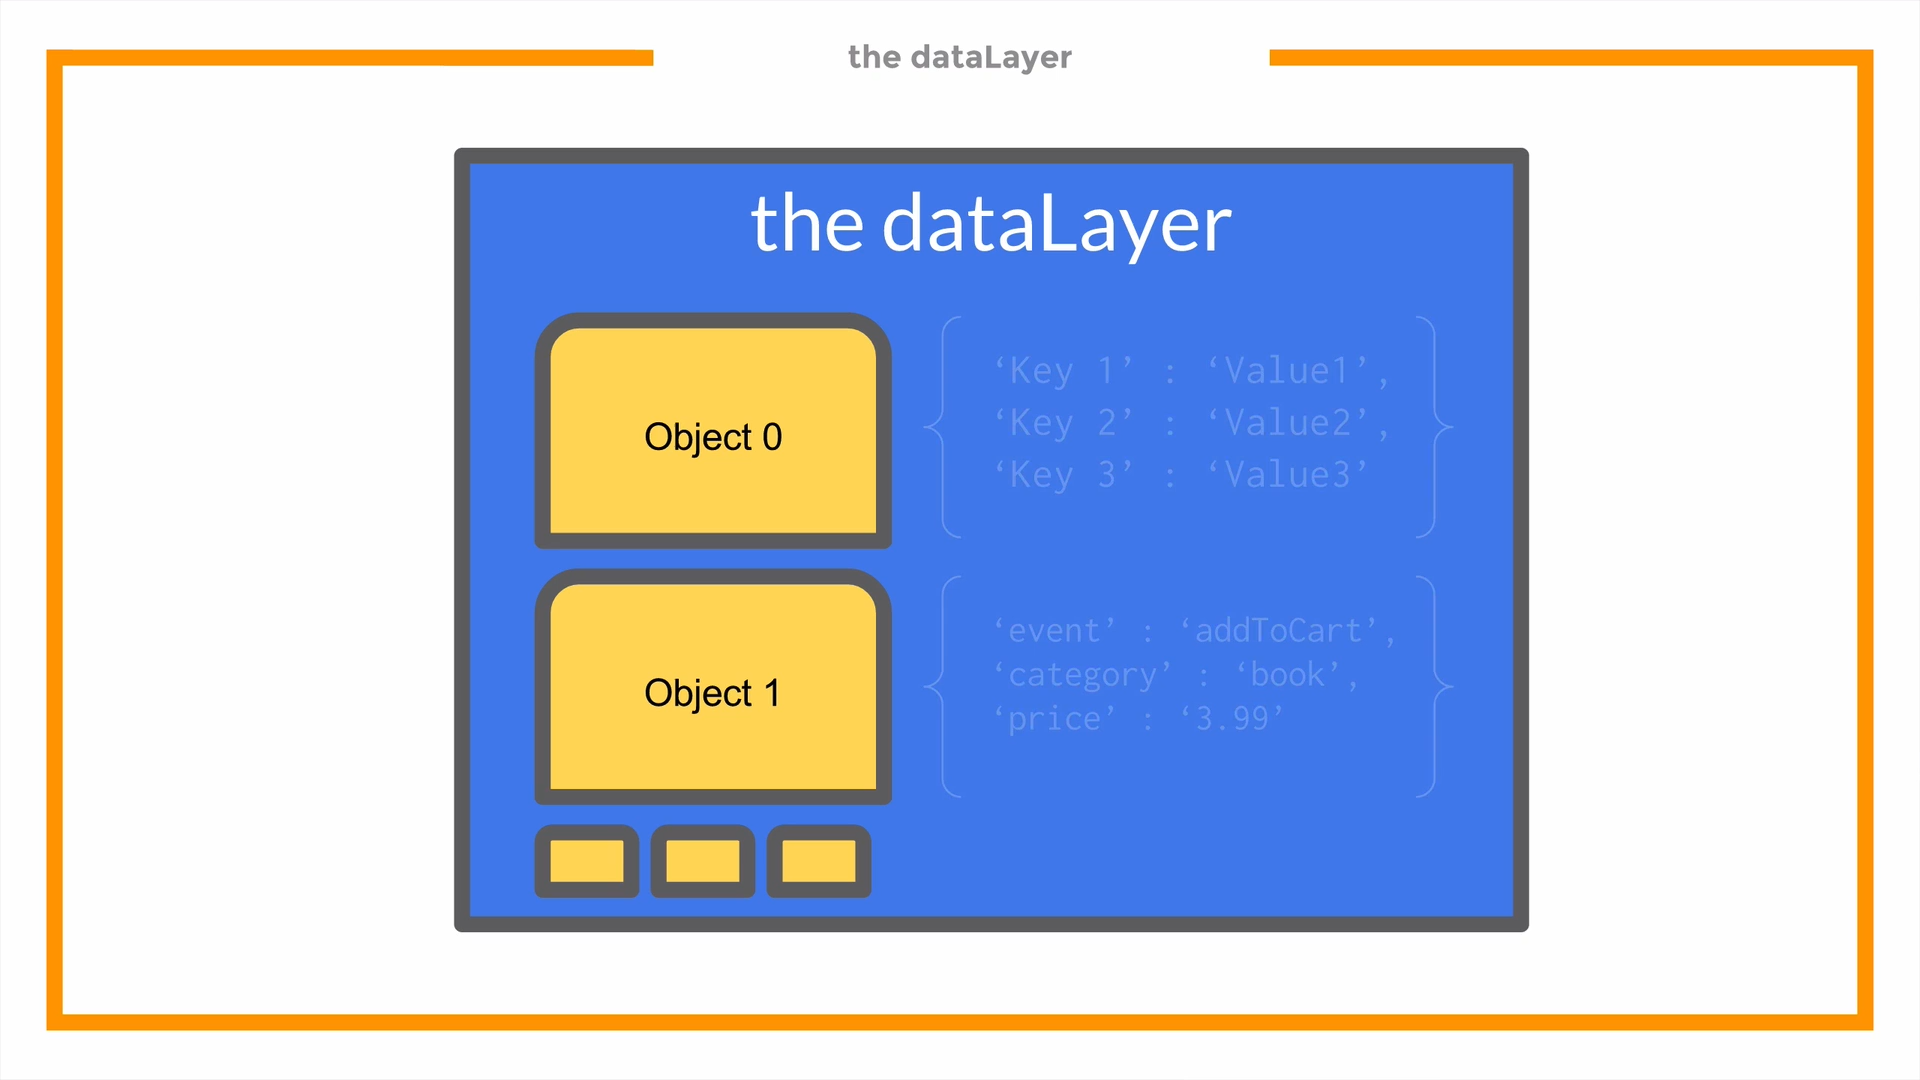 the dataLayer
the dataLayer
Object 0
‘Key 1’ : ‘Value1’,
‘Key 2’ : ‘Value2’,
‘Key 3’ : ‘Value3’
Object 1
‘event’ : ‘addToCart’,
‘category’ : ‘book’,
‘price’ : ‘3.99’